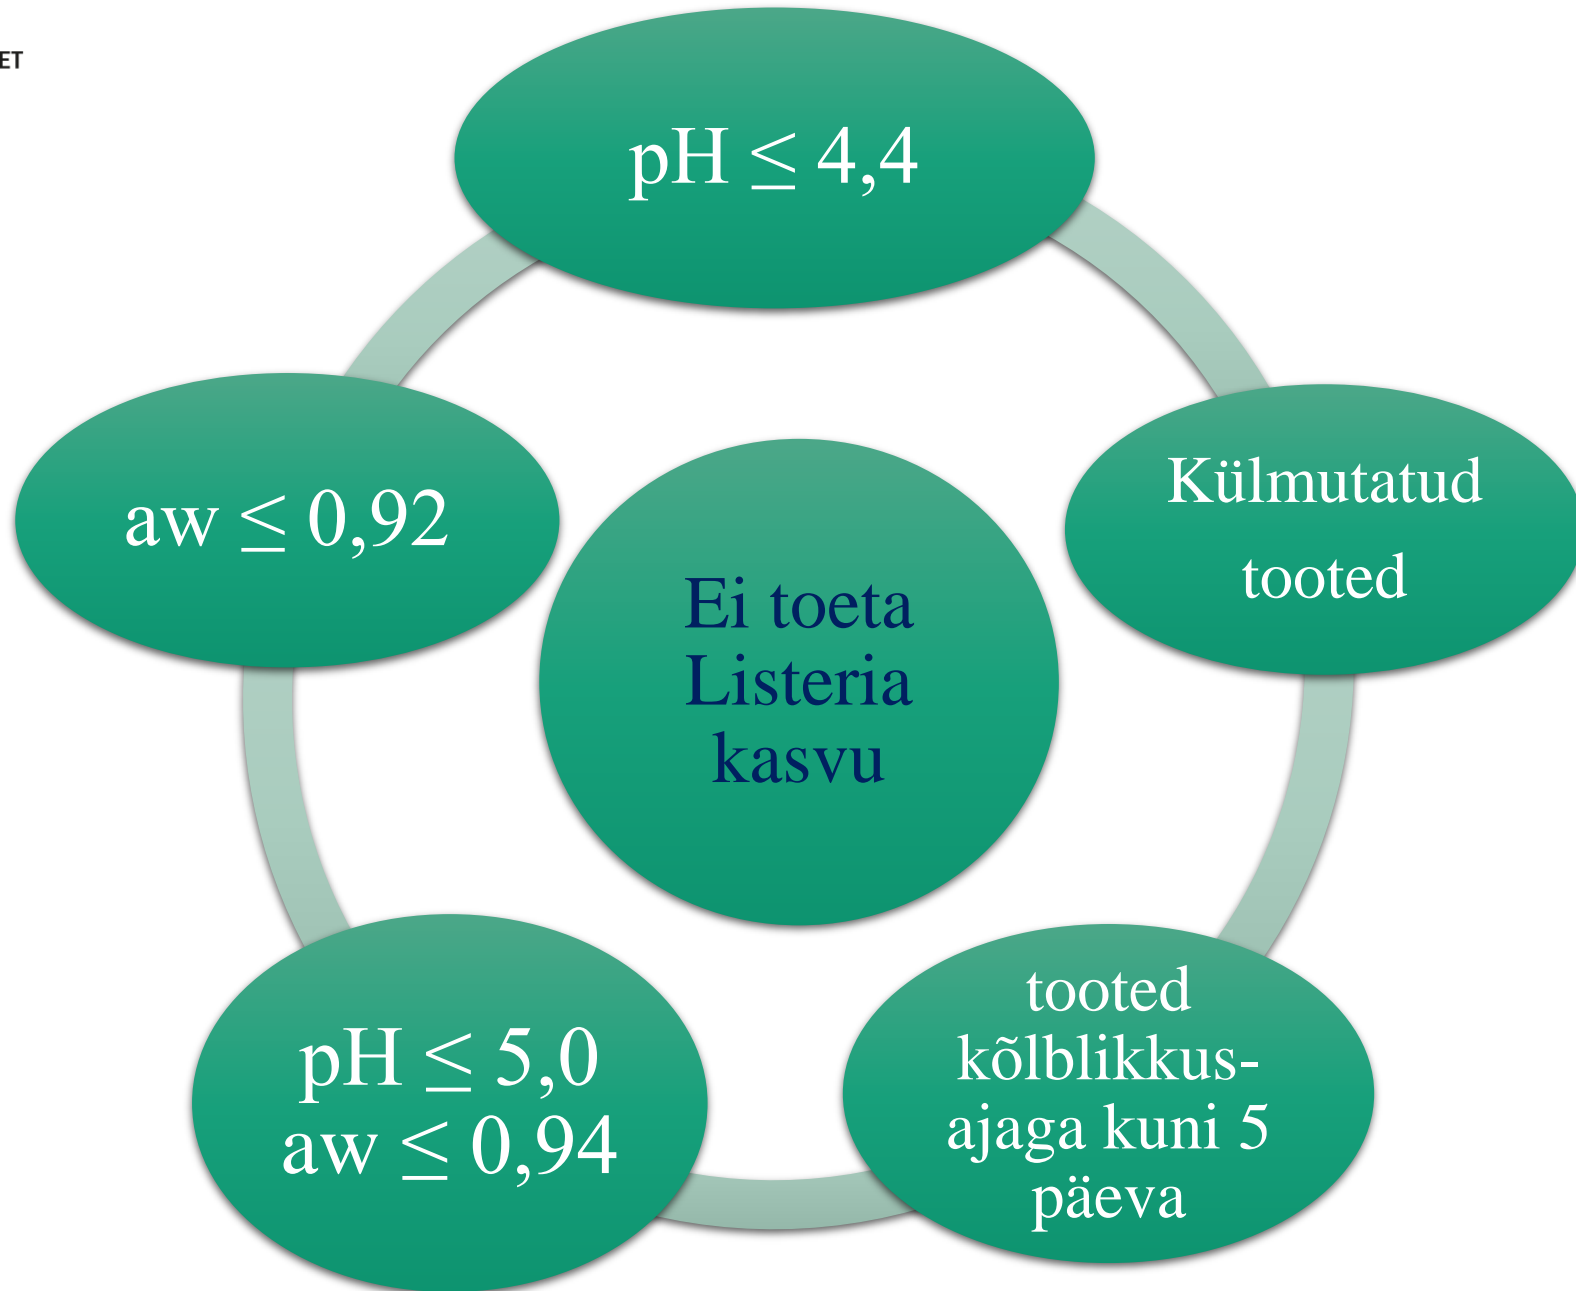 ET
pH ≤ 4,4
Külmutatud
tooted
aw ≤ 0,92
Ei toeta
Listeria
kasvu
tooted
kõlblikkus-
ajaga kuni 5
päeva
pH ≤ 5,0
aw ≤ 0,94